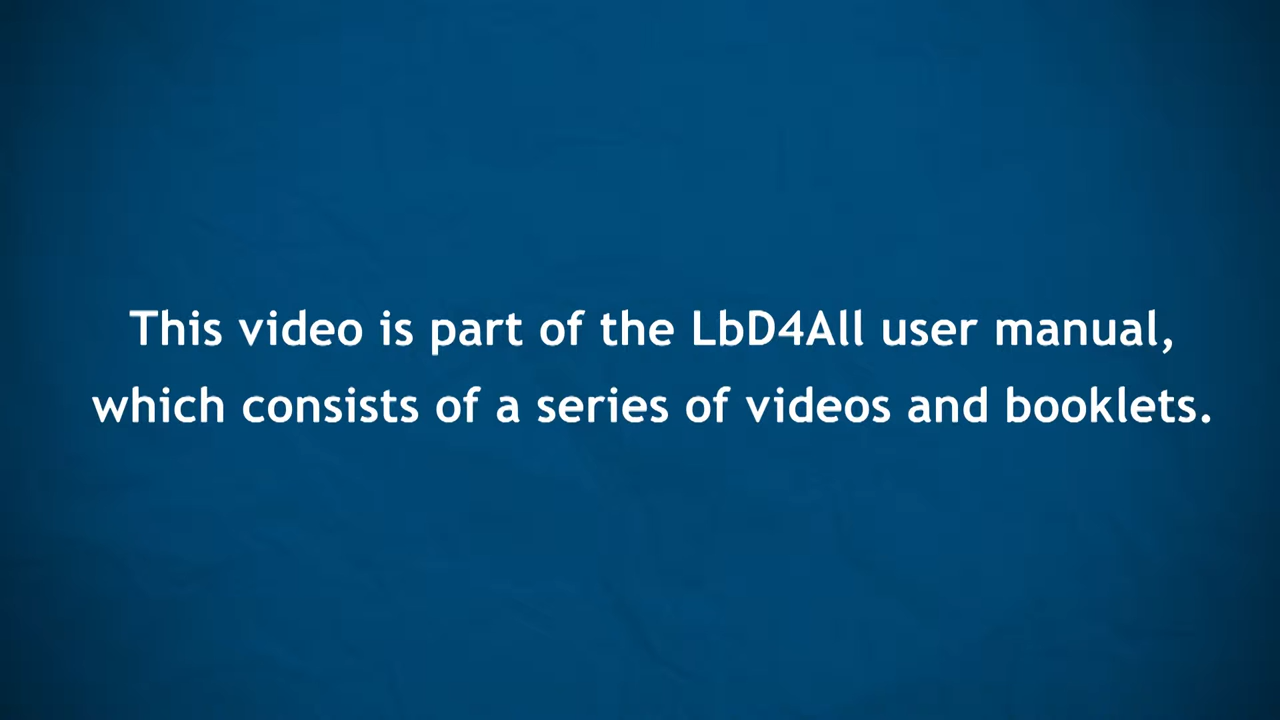 This video is part of the LbD4All user manual,
which consists of a series of videos and booklets.